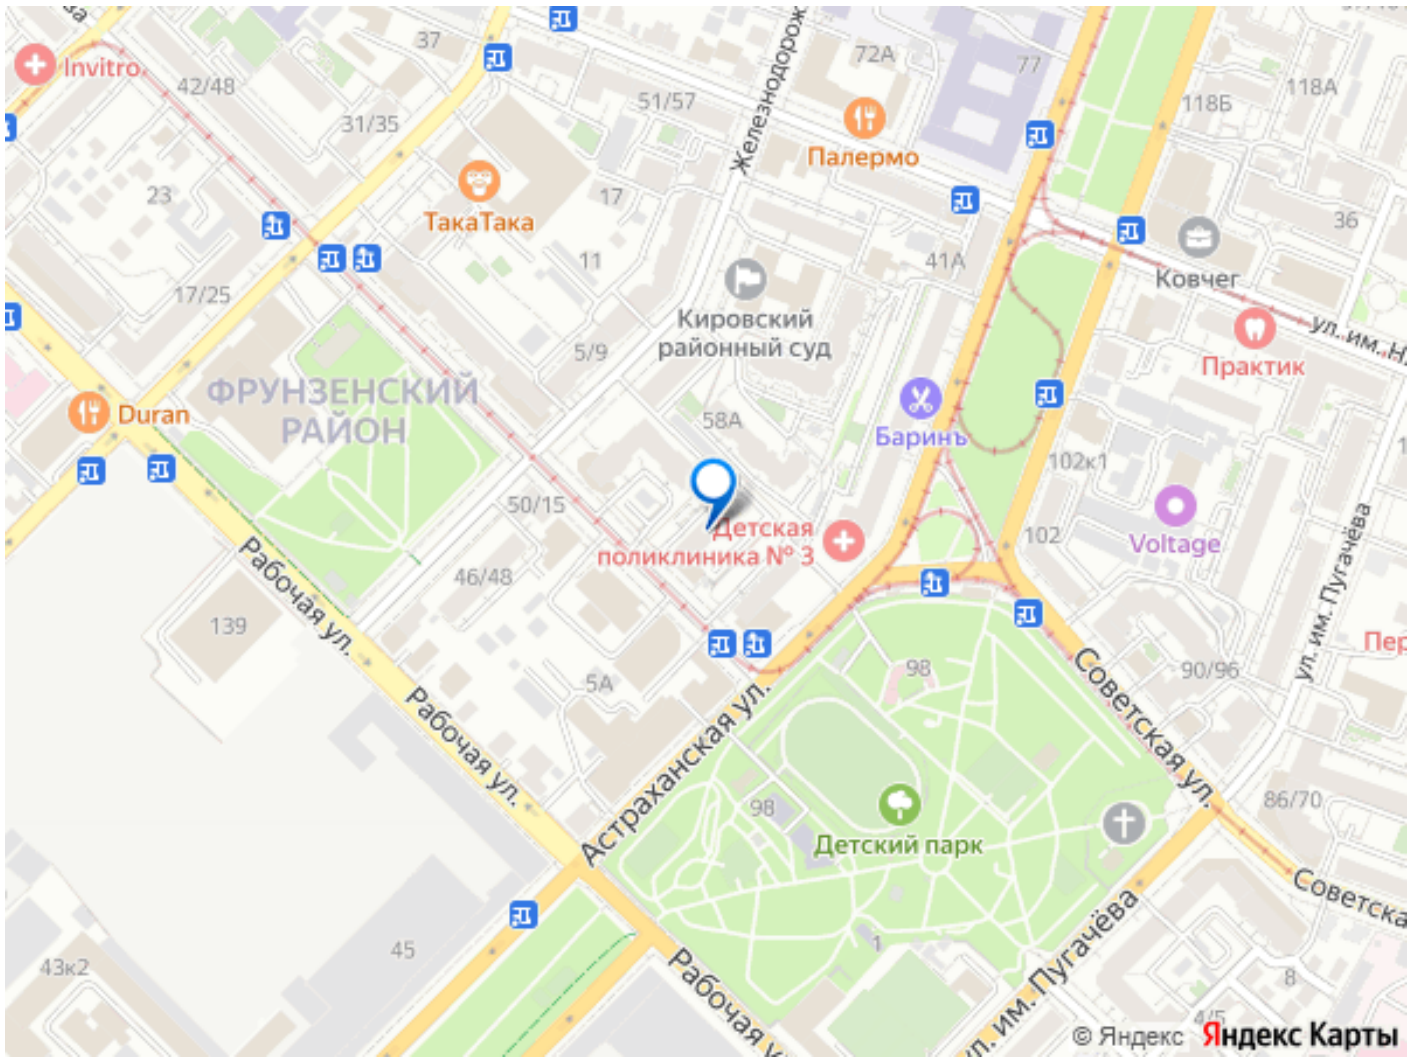 37
72А
77
118А
Invitro
42/48
51/57
118Б
Железнодорож
31/35
Палермо
23
17
36
ТакаТака
11
41А
Ковчег
17/25
Кировский
районный суд
ул. им. Н.
5/9
Практик
ФРУНЗЕНСКИЙ
РАЙОН
Duran
58А
Баринъ
102к1
50/15
Детская
поликлиника № 3
102
Voltage
ул. им. Пугачёва
46/48
Рабочая ул.
139
5А
98
90/96
Пер
Советская ул.
Рабочая ул.
Астраханская ул.
98
Детский парк
86/70
Советска
45
1
ул. им. Пугачёва
43к2
Рабочая у
8
4/5
© Яндекс Яндекс Карты